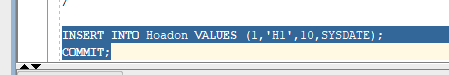 /
INSERT INTO Hoadon VALUES (1,'H1',10,SYSDATE);
COMMIT;